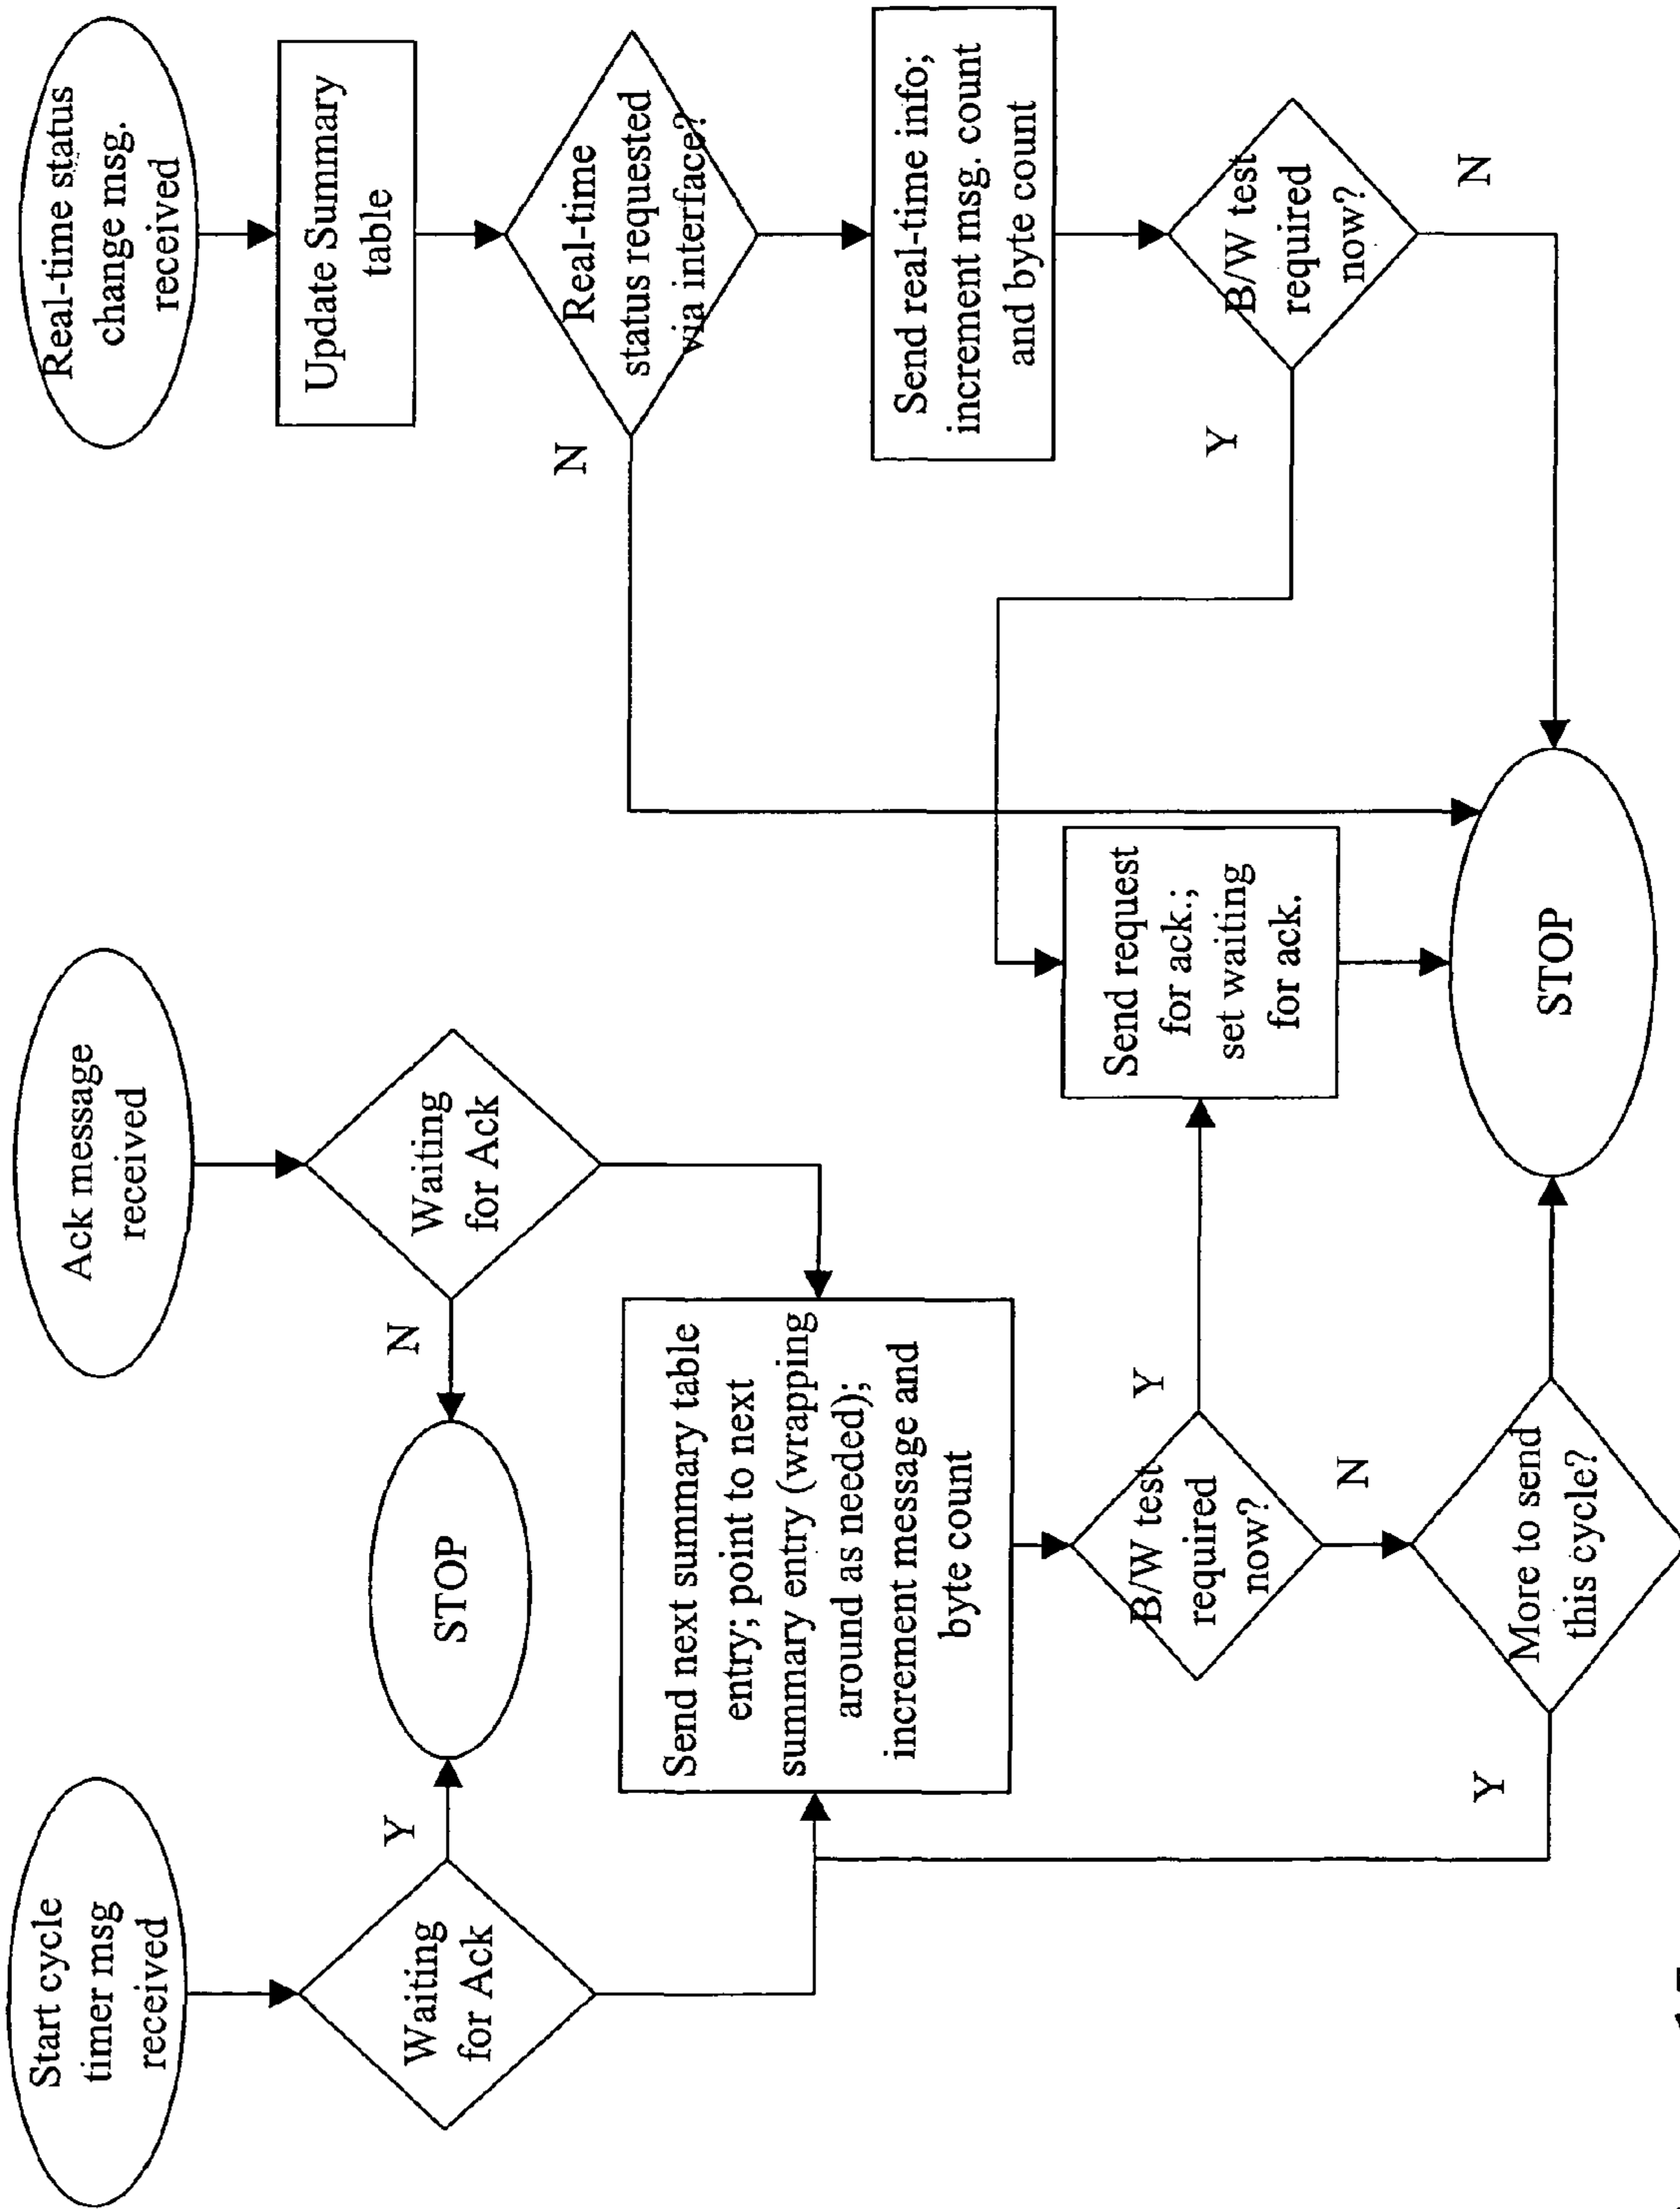 Start cycle
timer msg
received
Waiting
for Ack
Y
STOP
Ack message
received
Waiting
for Ack
N
Send next summary table
entry; point to next
summary entry (wrapping
around as needed);
increment message and
byte count
B/W test
required
now?
Y
N
More to send
this cycle?
Y
Send request
for ack.;
set waiting
for ack.
STOP
Real-time status
change msg.
received
Update Summary
table
Real-time
status requested
via interface?
N
Send real-time info;
increment msg. count
and byte count
B/W test
required
now?
Y
N